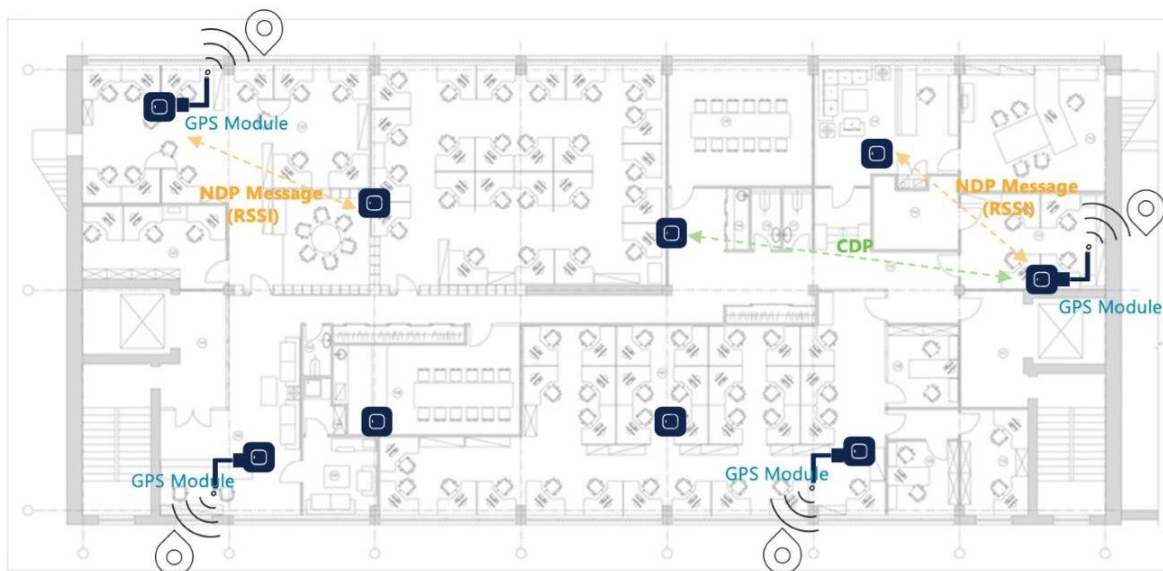 GPS Module
NDP Message
(RSSI)
NDP Message
(RSSI)
CDP
GPS Module
GPS Module
GPS Module